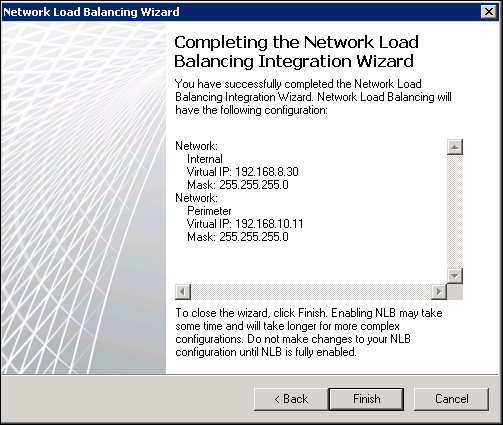 Network Load Balancing Wizard
Completing the Network Load
Balancing Integration Wizard
You have successfully completed the Network Load
Balancing Integration Wizard. Network Load Balancing will
have the following configuration:
Network:
Internal
Virtual IP: 192.168.8.30
Mask: 255.255.255.0
Network:
Perimeter
Virtual IP: 192.168.10.11
Mask: 255.255.255.0
To close the wizard, click Finish. Enabling NLB may take
some time and will take longer for more complex
configurations. Do not make changes to your NLB
configuration until NLB is fully enabled.
< Back
Finish
Cancel